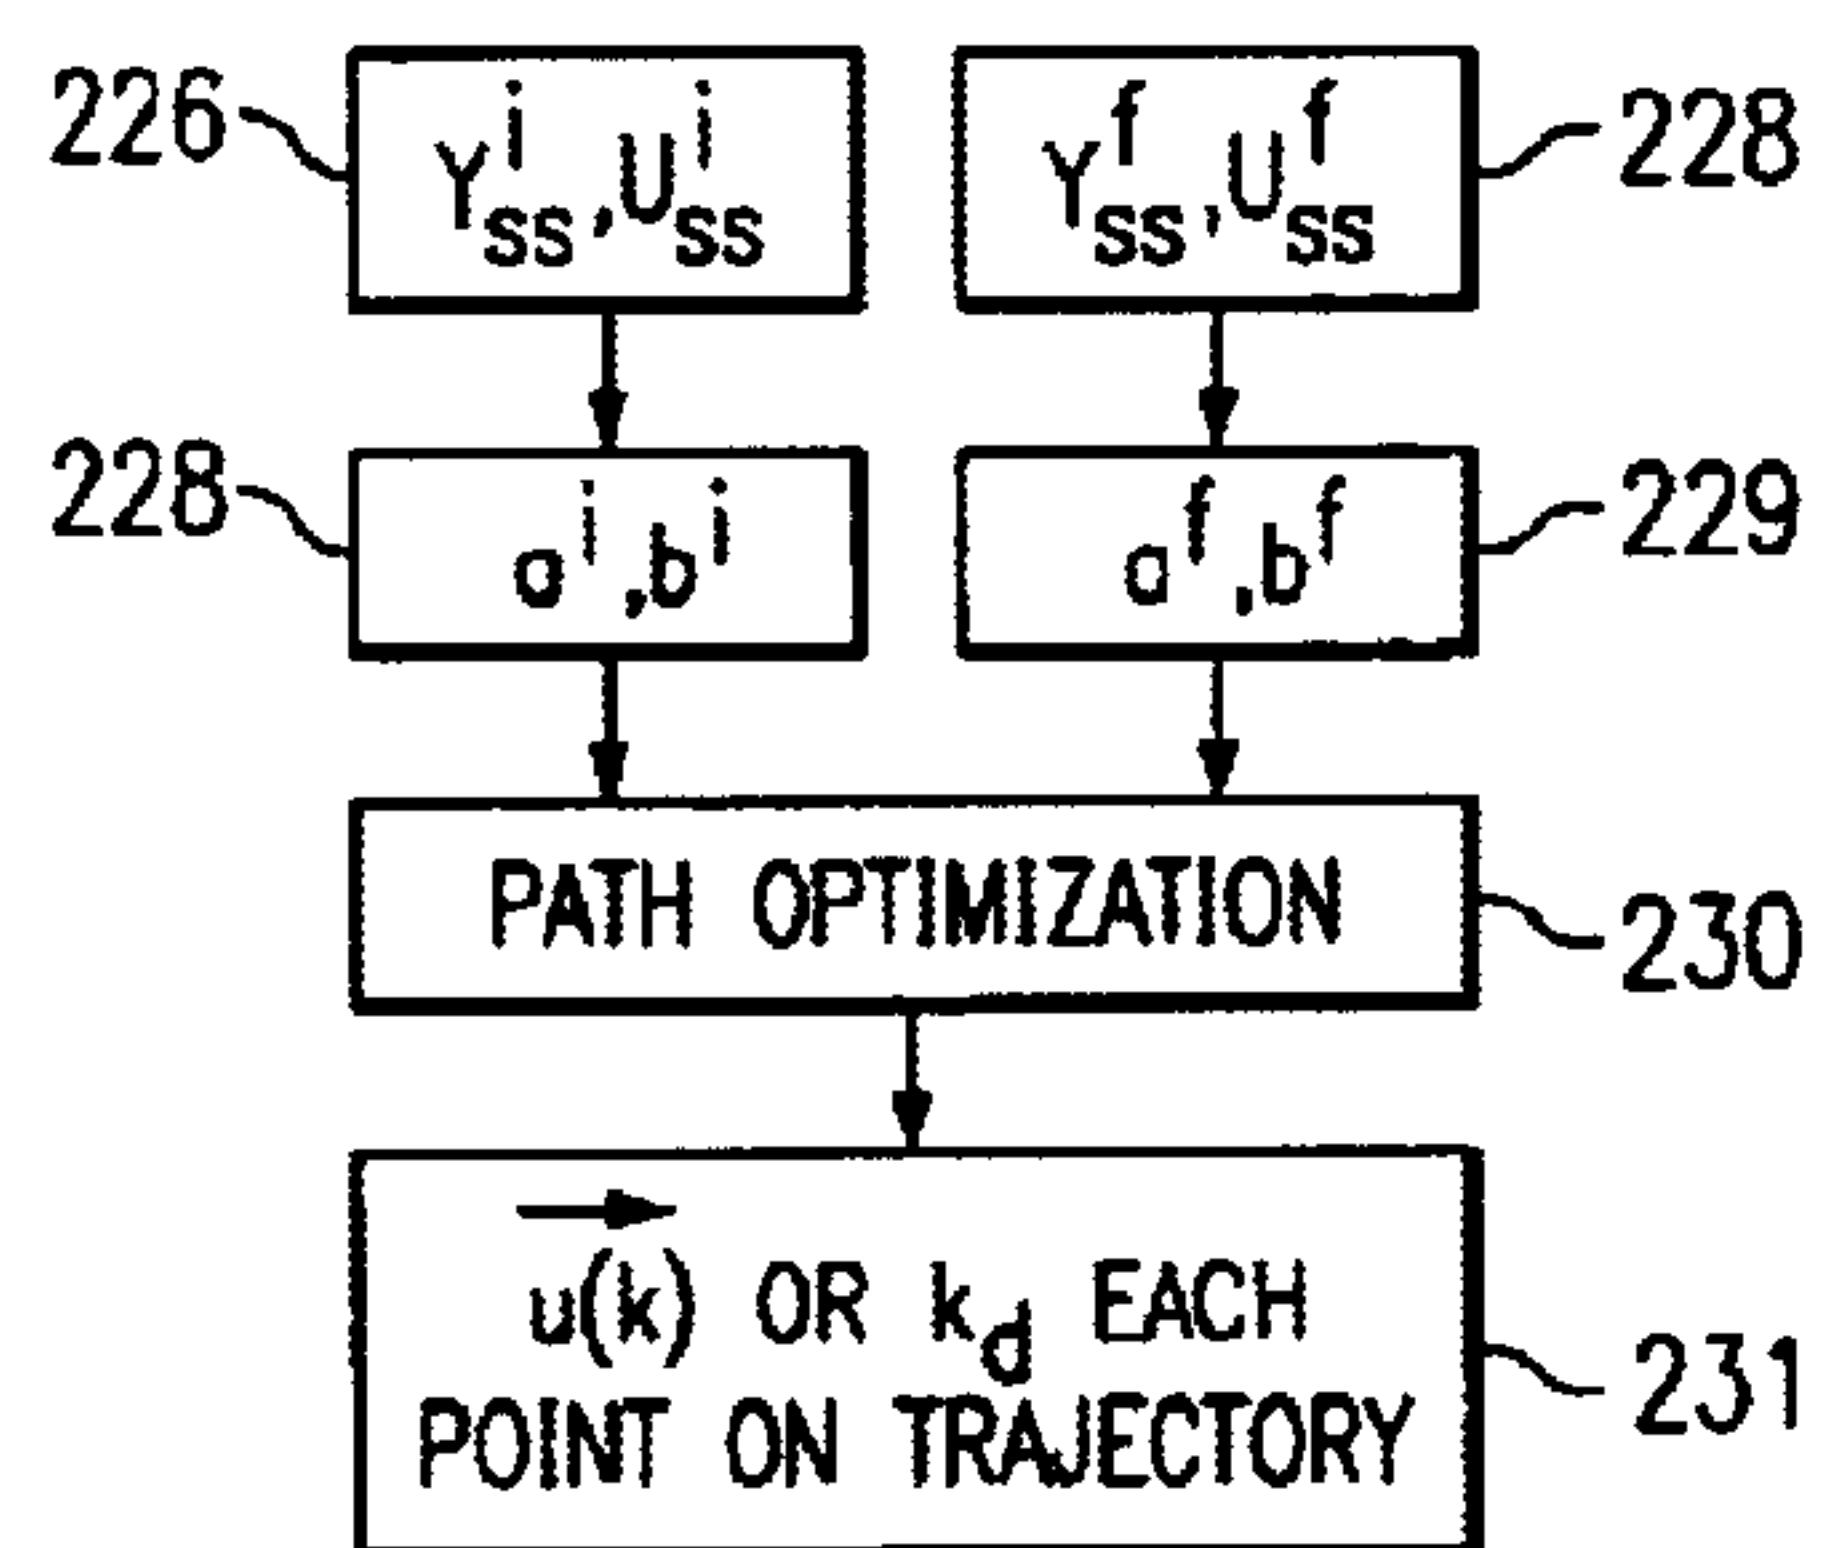 226
Y^i_ss, U^i_ss
Y^f_ss, U^f_ss
228
228
a^i, b^i
a^f, b^f
229
PATH OPTIMIZATION
230
u(k) OR k_d EACH
POINT ON TRAJECTORY
231